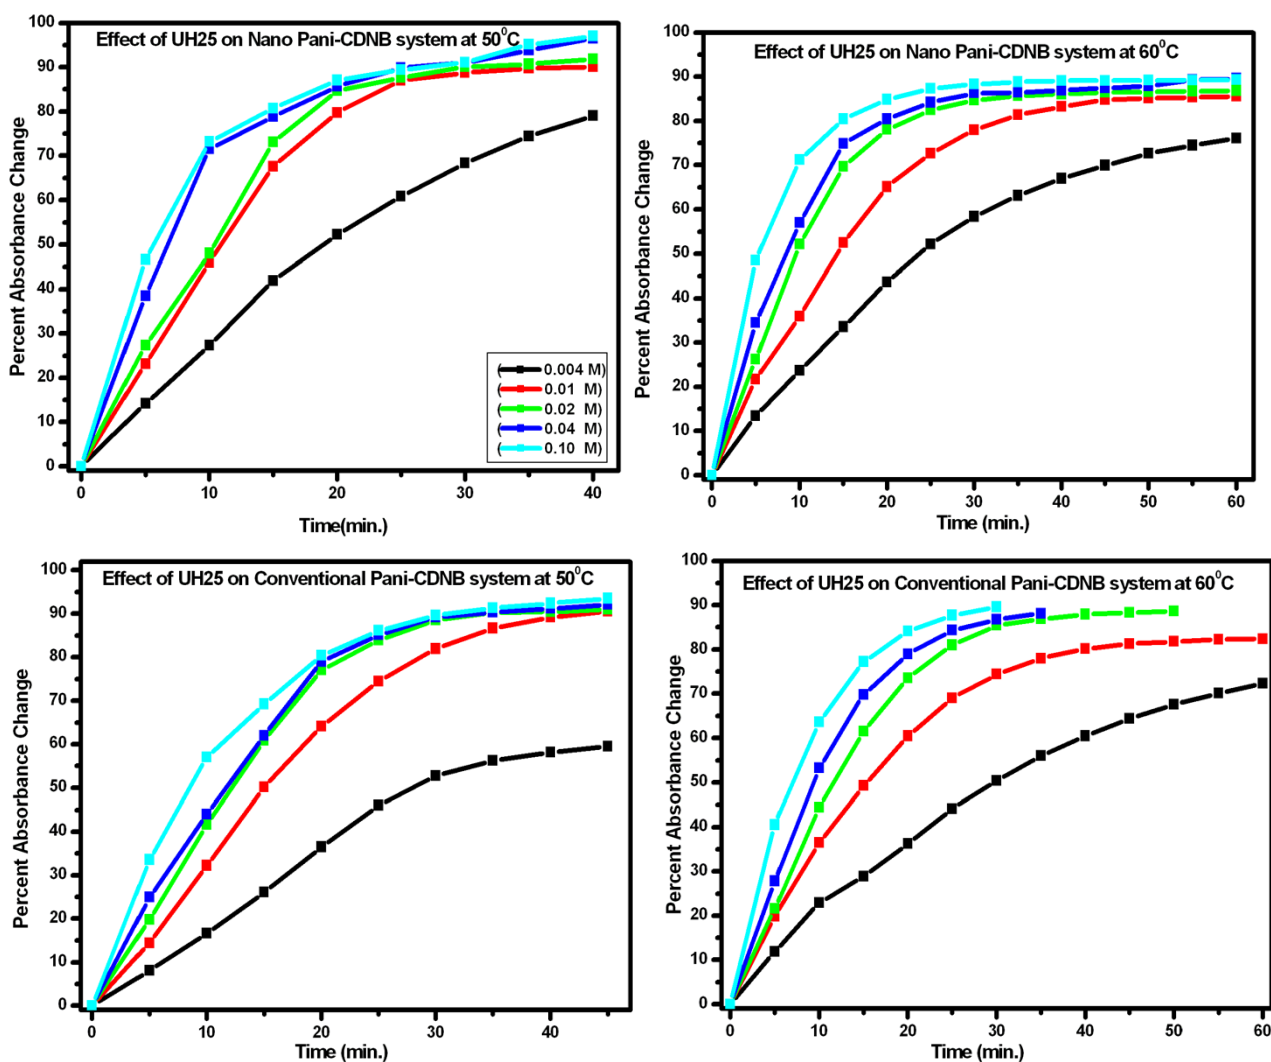 Effect of UH25 on Nano Pani-CDNB system at 50⁰C
Percent Absorbance Change
100
90
80
70
60
50
40
30
20
10
0
( 0.004 M)
( 0.01 M)
( 0.02 M)
( 0.04 M)
( 0.10 M)
0 10 20 30 40
Time(min.)
Effect of UH25 on Nano Pani-CDNB system at 60⁰C
Percent Absorbance Change
100
90
80
70
60
50
40
30
20
10
0
0 10 20 30 40 50 60
Time (min.)
Effect of UH25 on Conventional Pani-CDNB system at 50⁰C
Percent Absorbance Change
100
90
80
70
60
50
40
30
20
10
0
0 10 20 30 40
Time (min.)
Effect of UH25 on Conventional Pani-CDNB system at 60⁰C
Percent Absorbance Change
100
90
80
70
60
50
40
30
20
10
0
0 10 20 30 40 50 60
Time (min.)